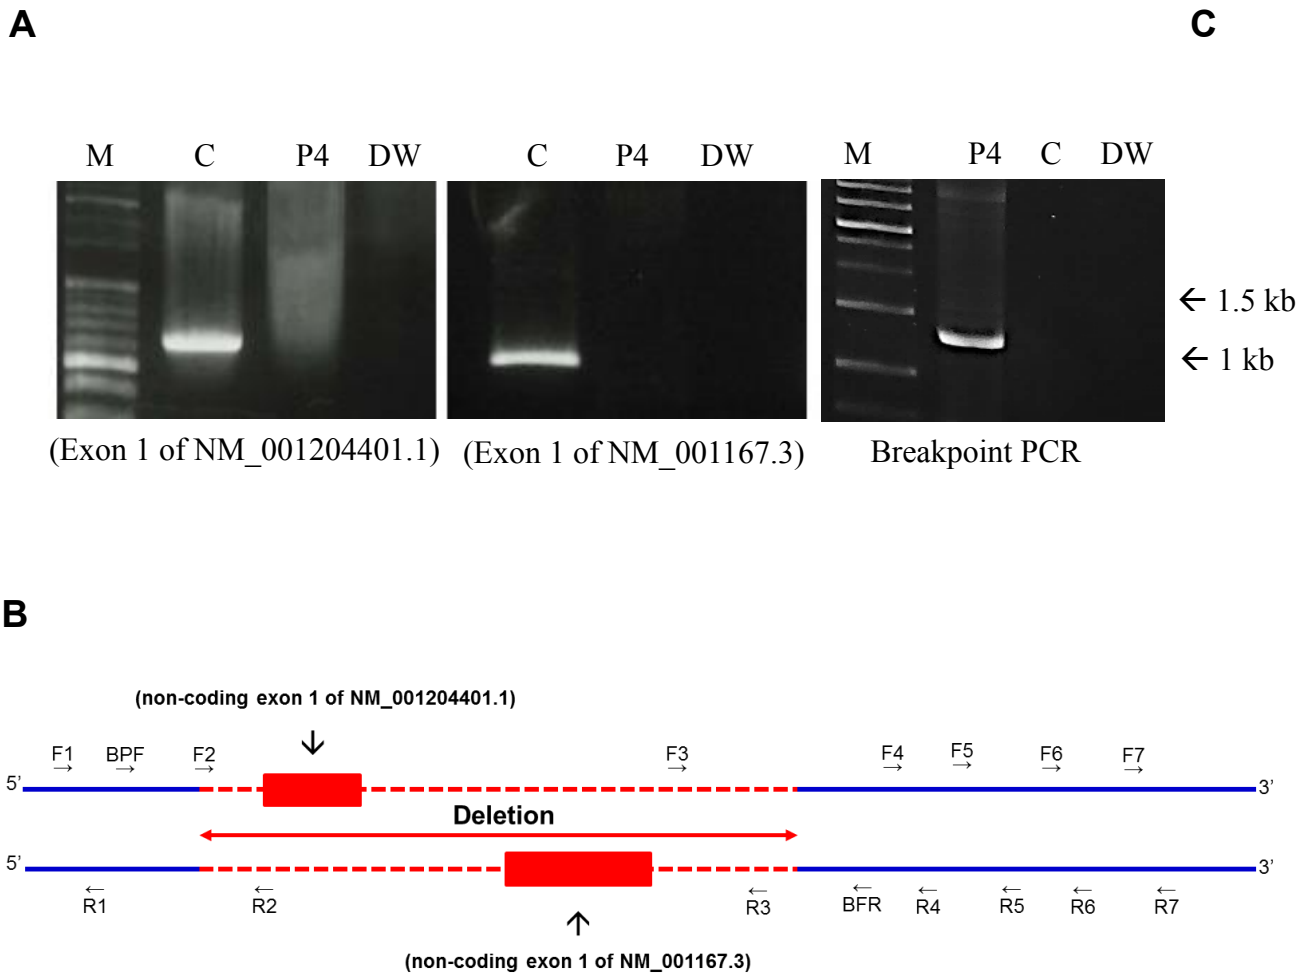 A
C
M C P4 DW
C P4 DW
M P4 C DW
← 1.5 kb
← 1 kb
(Exon 1 of NM_001204401.1)
(Exon 1 of NM_001167.3)
Breakpoint PCR
B
(non-coding exon 1 of NM_001204401.1)
F1 BPF F2 F3 F4 F5 F6 F7
5’ 3’
Deletion
5’ 3’
R1 R2 R3 BFR R4 R5 R6 R7
(non-coding exon 1 of NM_001167.3)